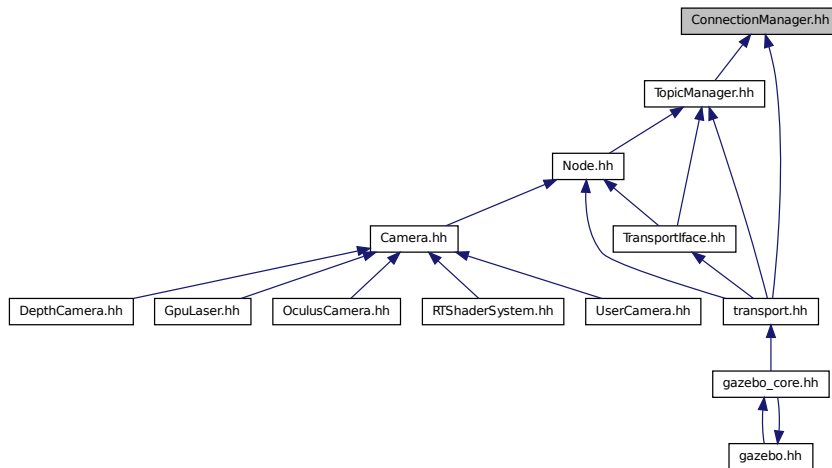 ConnectionManager.hh
TopicManager.hh
Node.hh
Camera.hh
TransportIface.hh
DepthCamera.hh
GpuLaser.hh
OculusCamera.hh
RTShaderSystem.hh
UserCamera.hh
transport.hh
gazebo_core.hh
gazebo.hh